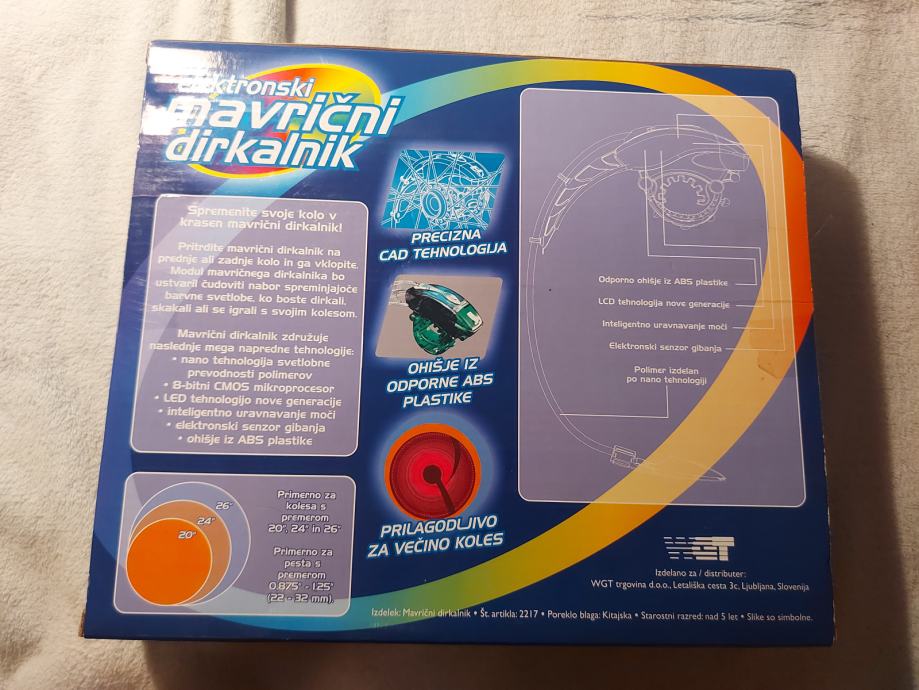 elektronski
mavrični
dirkalnik
Spremenite svoje kolo v
krasen mavrični dirkalnik!
Pritrdite mavrični dirkalnik na
prednje ali zadnje kolo in ga vklopite.
Modul mavričnega dirkalnika bo
ustvaril čudoviti nabor spreminjajoče
barvne svetlobe, ko boste dirkali,
skakali ali se igrali s svojim kolesom.
Mavrični dirkalnik združuje
naslednje mega napredne tehnologije:
• nano tehnologija svetlobne
prevodnosti polimerov
• 8-bitni CMOS mikroprocesor
• LED tehnologijo nove generacije
• inteligentno uravnavanje moči
• elektronski senzor gibanja
• ohišje iz ABS plastike
26"
24"
20"
Primerno za
kolesa s
premerom
20", 24" in 26"
Primerno za
pesta s
premerom
0.875" - 1.25"
(22 - 32 mm).
PRECIZNA
CAD TEHNOLOGIJA
OHIŠJE IZ
ODPORNE ABS
PLASTIKE
PRILAGODLJIVO
ZA VEČINO KOLES
Odporno ohišje iz ABS plastike
LCD tehnologija nove generacije
Inteligentno uravnavanje moči
Elektronski senzor gibanja
Polimer izdelan
po nano tehnologiji
WGT
Izdelano za / distributer:
WGT trgovina d.o.o., Letališka cesta 3c, Ljubljana, Slovenija
Izdelek: Mavrični dirkalnik • Št. artikla: 2217 • Poreklo blaga: Kitajska • Starostni razred: nad 5 let • Slike so simbolne.